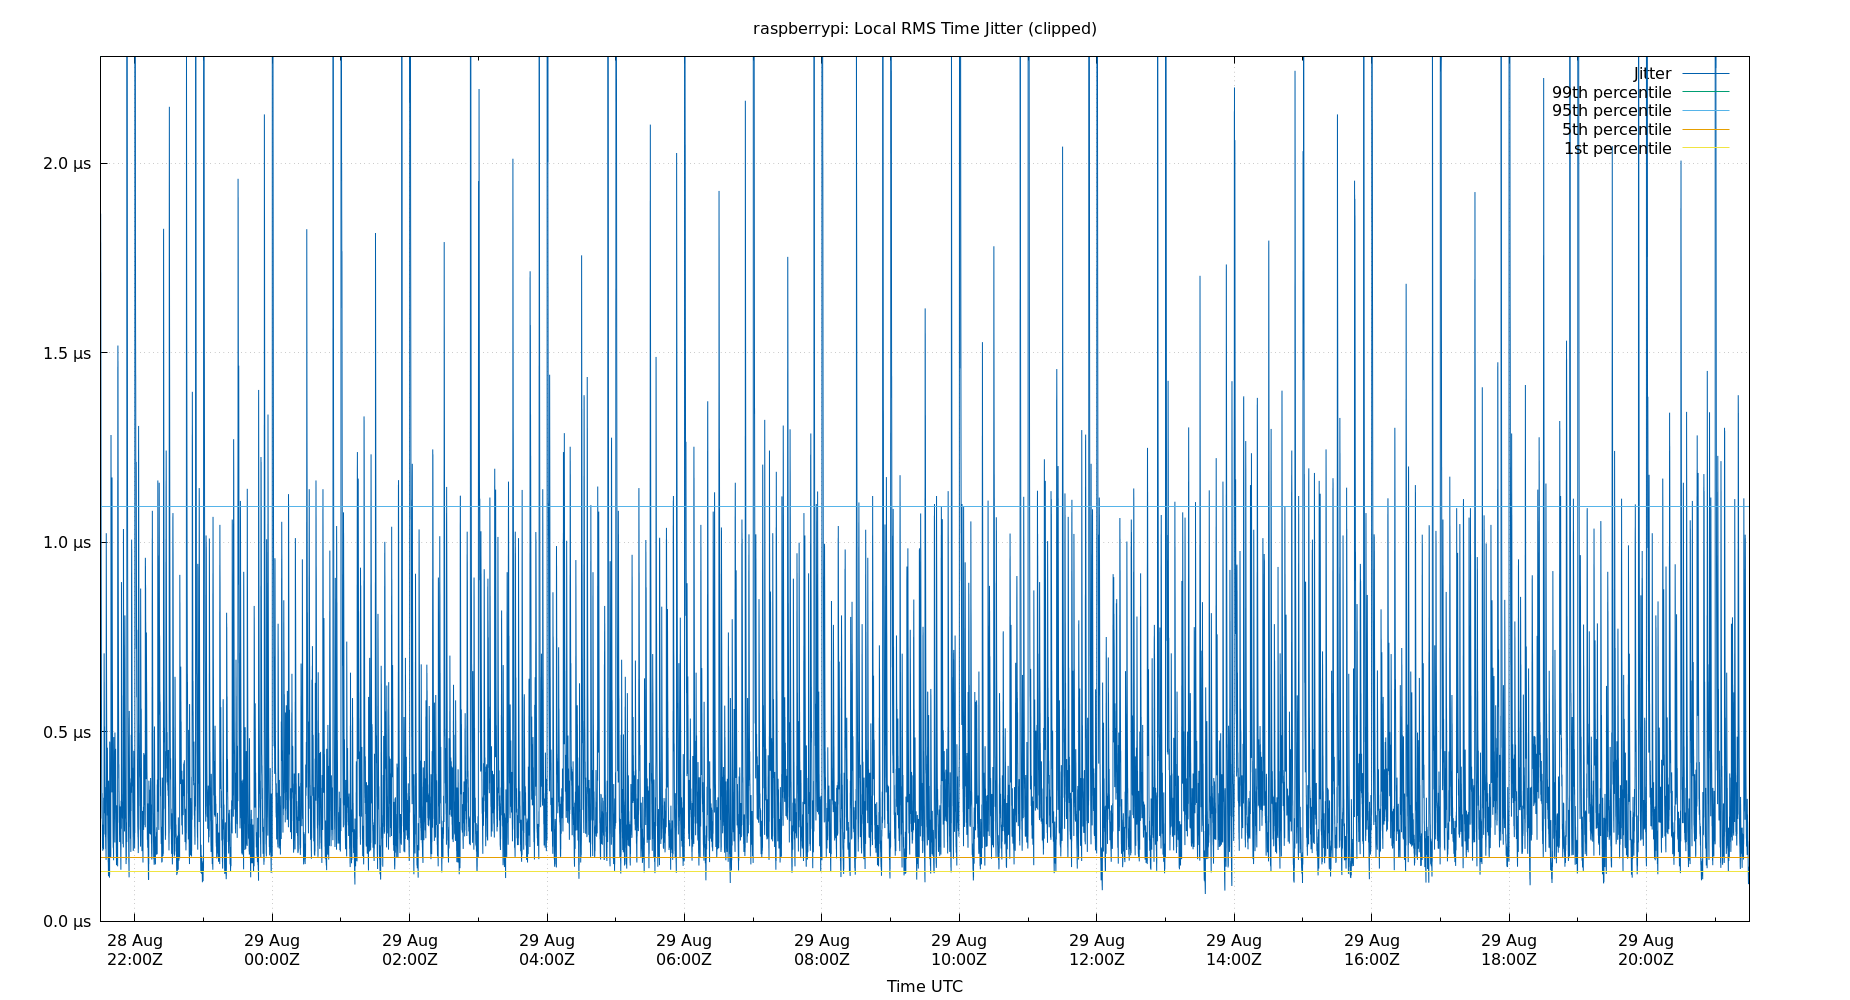 raspberrypi: Local RMS Time Jitter (clipped)
Jitter
99th percentile
95th percentile
5th percentile
1st percentile
2.0 µs
1.5 µs
1.0 µs
0.5 µs
0.0 µs
28 Aug 29 Aug 29 Aug 29 Aug 29 Aug 29 Aug 29 Aug 29 Aug 29 Aug 29 Aug 29 Aug 29 Aug
22:00Z 00:00Z 02:00Z 04:00Z 06:00Z 08:00Z 10:00Z 12:00Z 14:00Z 16:00Z 18:00Z 20:00Z
Time UTC